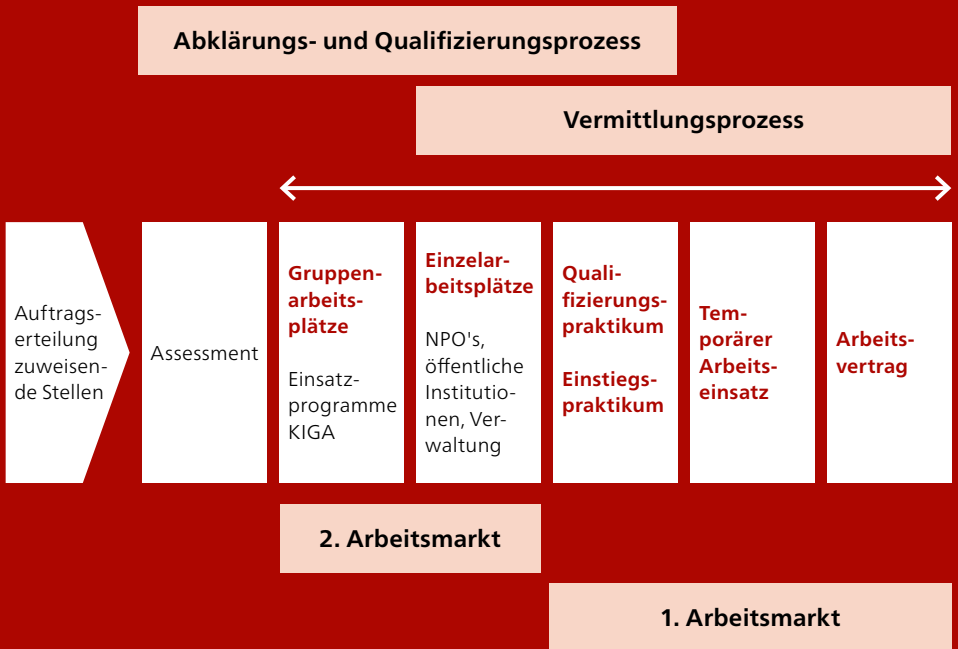 Abklärungs- und Qualifizierungsprozess
Vermittlungsprozess
Auftrags-
erteilung
zuweisen-
de Stellen
Assessment
Gruppen-
arbeits-
plätze
Einsatz-
programme
KIGA
Einzelar-
beitsplätze
NPO's,
öffentliche
Institutio-
nen, Ver-
waltung
Quali-
fizierungs-
praktikum
Einstiegs-
praktikum
Tem-
porärer
Arbeits-
einsatz
Arbeits-
vertrag
2. Arbeitsmarkt
1. Arbeitsmarkt